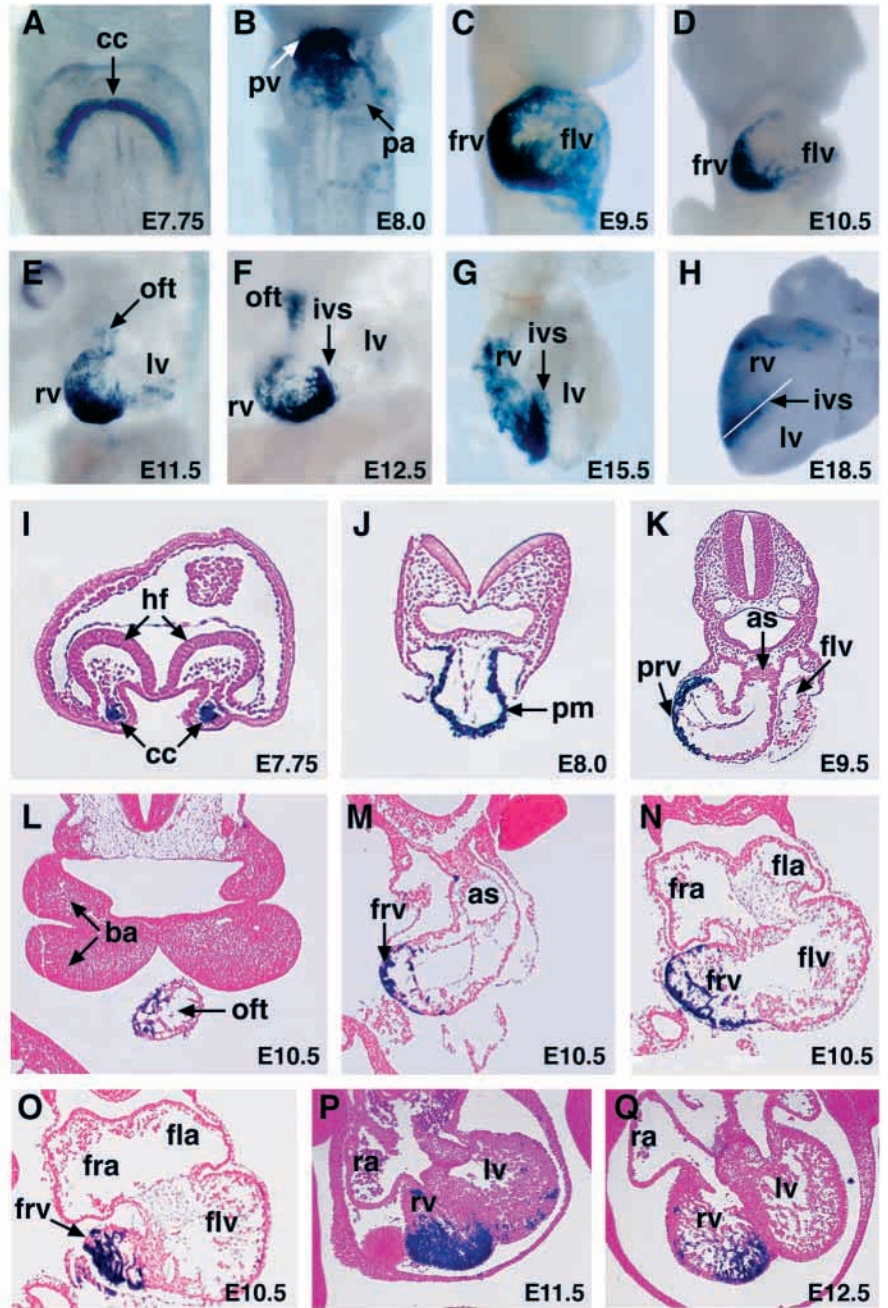 A
cc
E7.75
B
pv
pa
E8.0
C
frv
flv
E9.5
D
frv
flv
E10.5
E
oft
lv
rv
E11.5
F
oft
ivs
lv
rv
E12.5
G
rv
ivs
lv
E15.5
H
rv
ivs
lv
E18.5
I
hf
cc
E7.75
J
pm
E8.0
K
as
flv
prv
E9.5
L
ba
oft
E10.5
M
as
frv
E10.5
N
fla
fra
frv
flv
E10.5
O
fla
fra
frv
flv
E10.5
P
ra
lv
rv
E11.5
Q
ra
lv
rv
E12.5